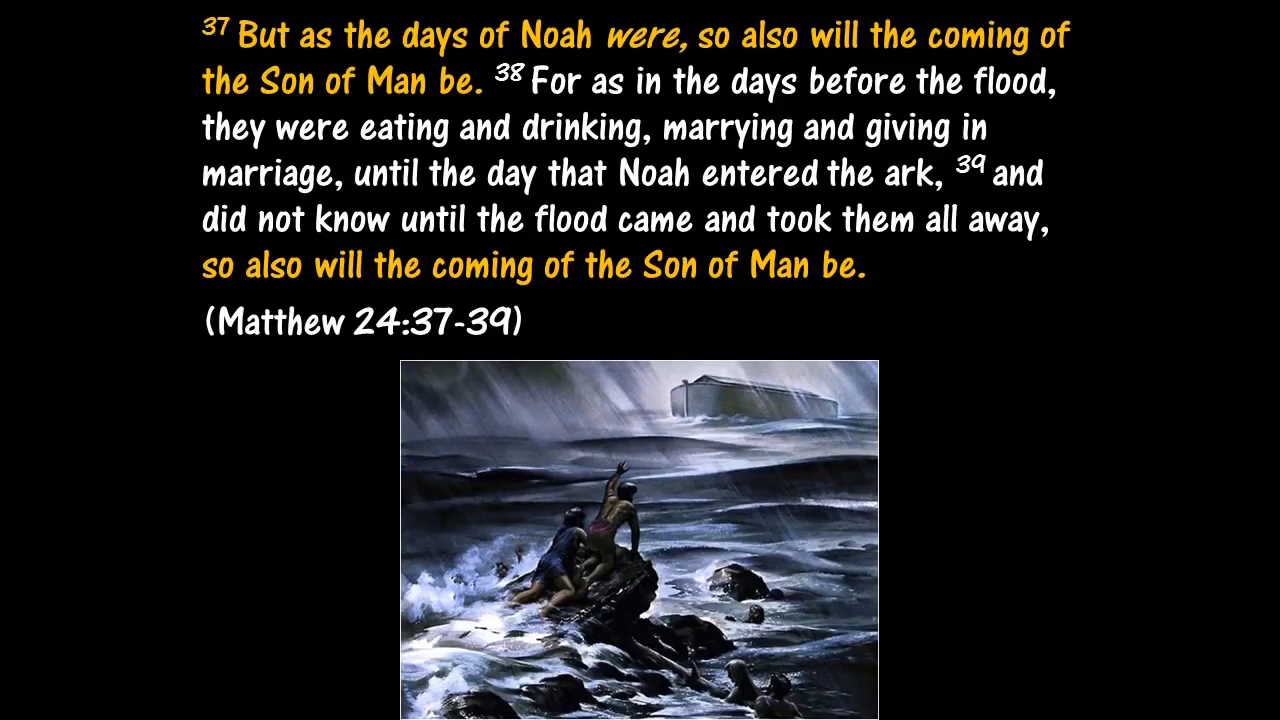 37 But as the days of Noah were, so also will the coming of
the Son of Man be. 38 For as in the days before the flood,
they were eating and drinking, marrying and giving in
marriage, until the day that Noah entered the ark, 39 and
did not know until the flood came and took them all away,
so also will the coming of the Son of Man be.
(Matthew 24:37-39)